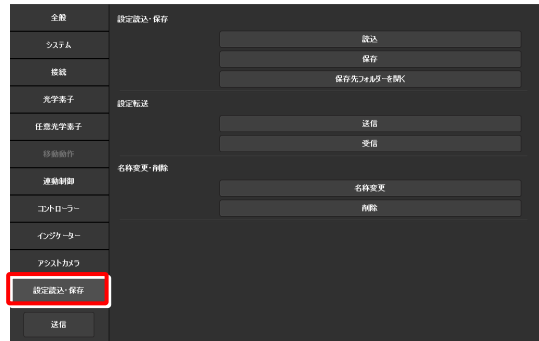 全般
システム
接続
光学素子
任意光学素子
移動動作
連動制御
コントローラー
インジケーター
アシストカメラ
設定読込・保存
送信
設定読込・保存
読込
保存
保存先フォルダーを開く
設定転送
送信
受信
名称変更・削除
名称変更
削除